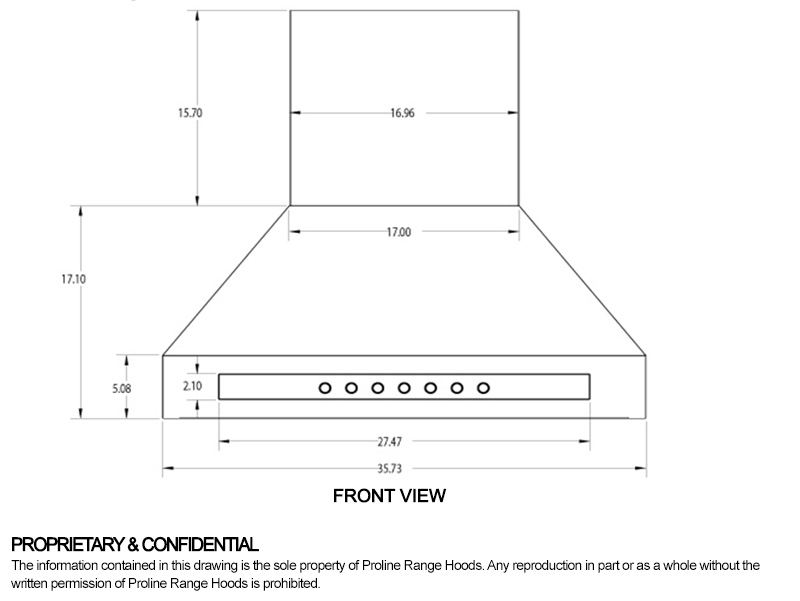 15.70
16.96
17.00
17.10
5.08
2.10
27.47
35.73
FRONT VIEW
PROPRIETARY & CONFIDENTIAL
The information contained in this drawing is the sole property of Proline Range Hoods. Any reproduction in part or as a whole without the
written permission of Proline Range Hoods is prohibited.